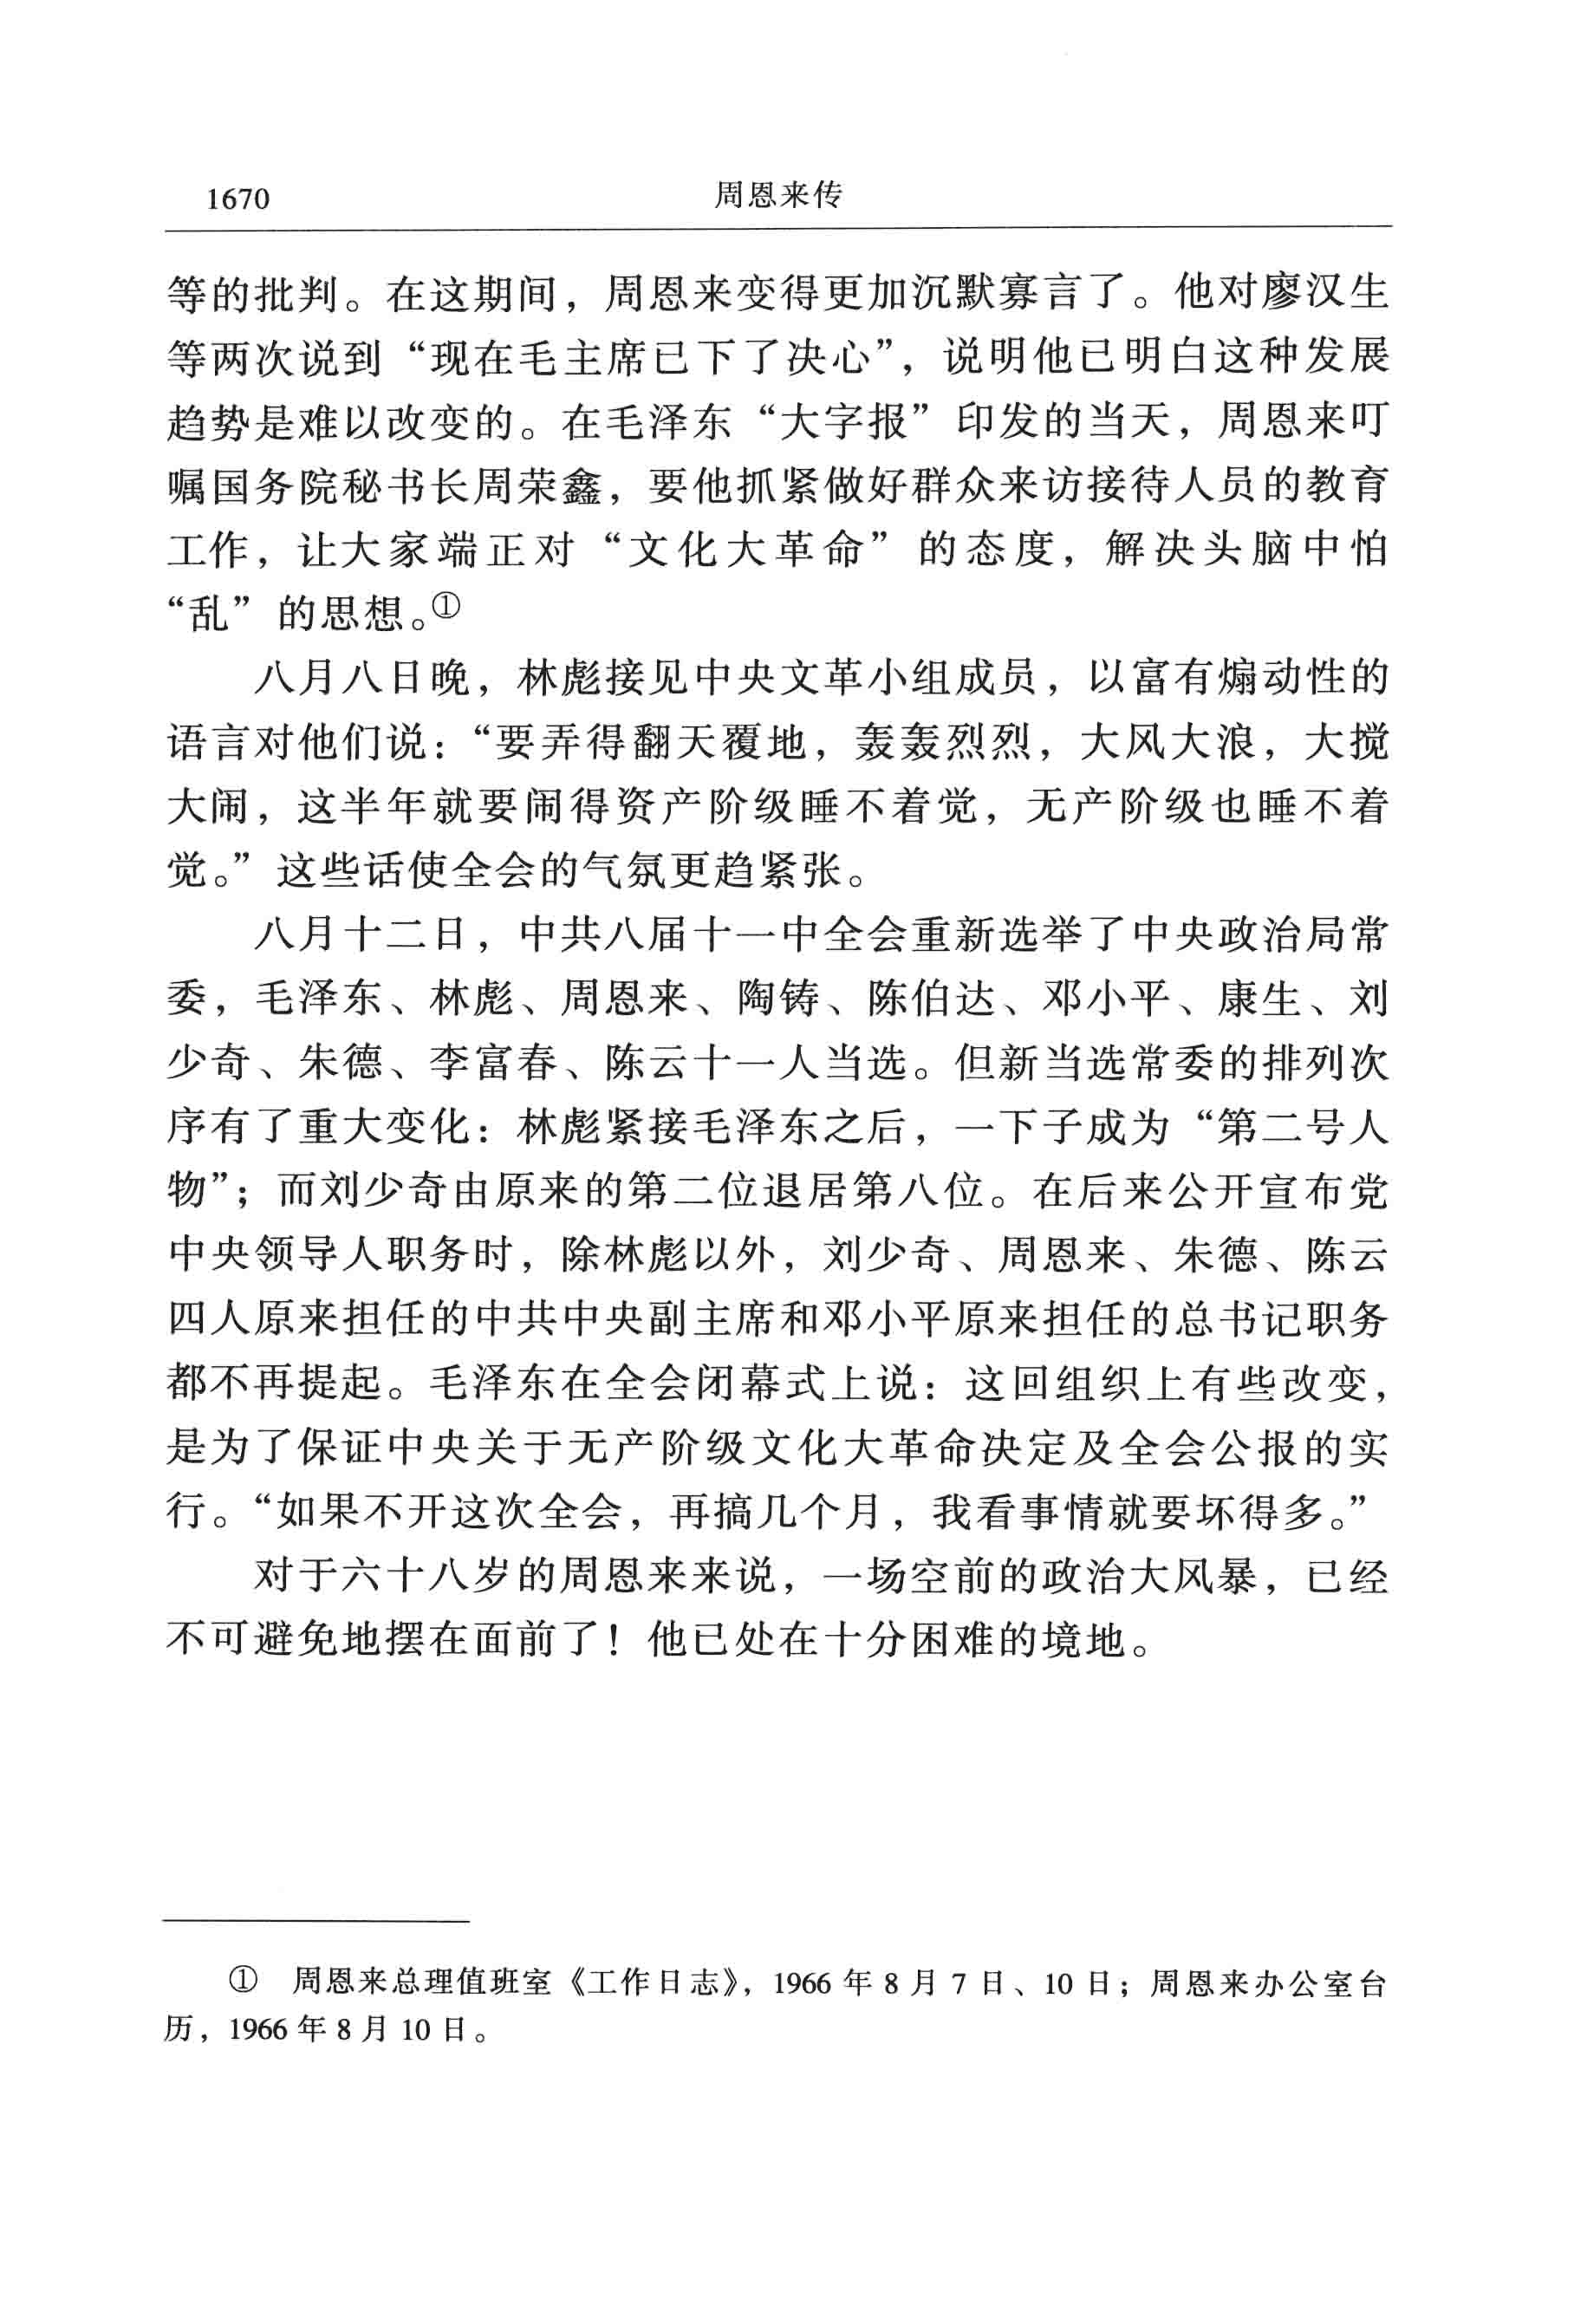 1670 周恩来传
等的批判。在这期间，周恩来变得更加沉默寡言了。他对廖汉生
等两次说到“现在毛主席已下了决心”，说明他已明白这种发展
趋势是难以改变的。在毛泽东“大字报”印发的当天，周恩来叮
嘱国务院秘书长周荣鑫，要他抓紧做好群众来访接待人员的教育
工作，让大家端正对“文化大革命”的态度，解决头脑中怕
“乱”的思想。①
八月八日晚，林彪接见中央文革小组成员，以富有煽动性的
语言对他们说：“要弄得翻天覆地，轰轰烈烈，大风大浪，大搅
大闹，这半年就要闹得资产阶级睡不着觉，无产阶级也睡不着
觉。”这些话使全会的气氛更趋紧张。
八月十二日，中共八届十一中全会重新选举了中央政治局常
委，毛泽东、林彪、周恩来、陶铸、陈伯达、邓小平、康生、刘
少奇、朱德、李富春、陈云十一人当选。但新当选常委的排列次
序有了重大变化：林彪紧接毛泽东之后，一下子成为“第二号人
物”；而刘少奇由原来的第二位退居第八位。在后来公开宣布党
中央领导人职务时，除林彪以外，刘少奇、周恩来、朱德、陈云
四人原来担任的中共中央副主席和邓小平原来担任的总书记职务
都不再提起。毛泽东在全会闭幕式上说：这回组织上有些改变，
是为了保证中央关于无产阶级文化大革命决定及全会公报的实
行。“如果不开这次全会，再搞几个月，我看事情就要坏得多。”
对于六十八岁的周恩来来说，一场空前的政治大风暴，已经
不可避免地摆在面前了！他已处在十分困难的境地。
① 周恩来总理值班室《工作日志》，1966 年 8 月 7 日、10 日；周恩来办公室台
历，1966 年 8 月 10 日。